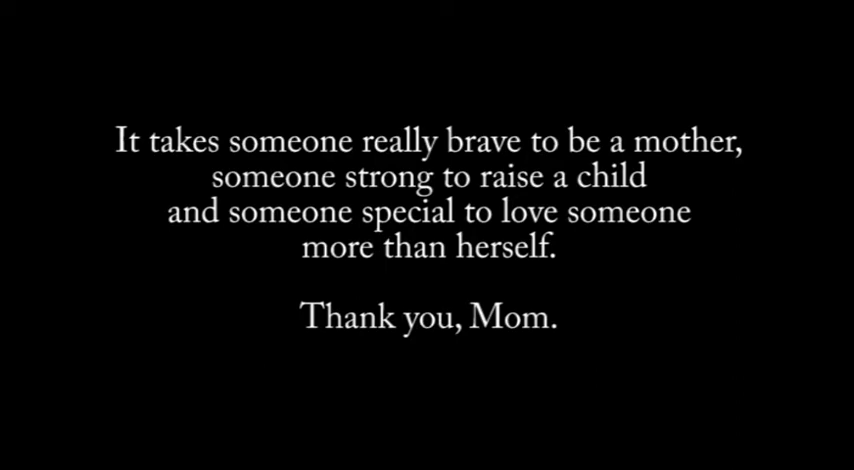 It takes someone really brave to be a mother,
someone strong to raise a child
and someone special to love someone
more than herself.
Thank you, Mom.